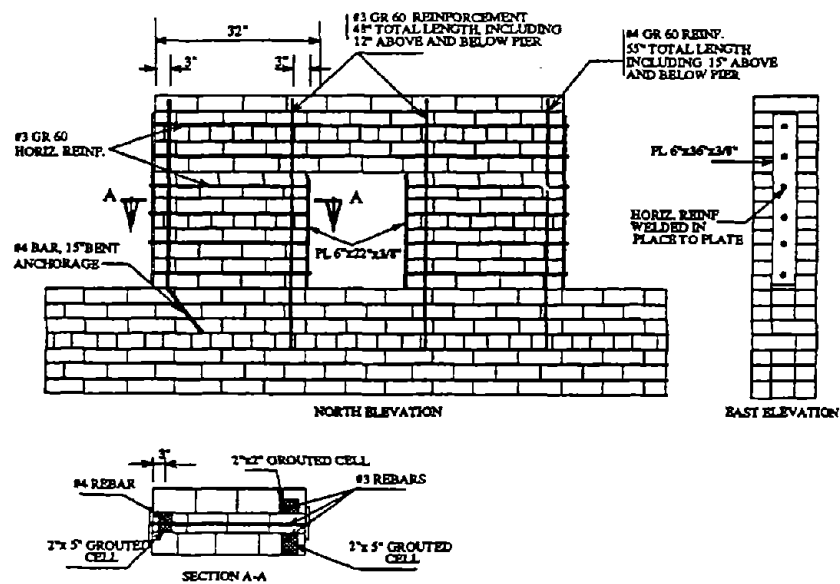 #3 GR 60 REINFORCEMENT
48" TOTAL LENGTH, INCLUDING
12" ABOVE AND BELOW PIER
#4 GR 60 REINF.
55" TOTAL LENGTH
INCLUDING 15" ABOVE
AND BELOW PIER
32"
3"
3"
#3 GR 60
HORIZ. REINF.
A
A
PL 6"x22"x3/8"
#4 BAR, 15" BENT
ANCHORAGE
PL 6"x36"x3/8"
HORIZ. REINF
WELDED IN
PLACE TO PLATE
NORTH ELEVATION
EAST ELEVATION
3"
2"x2" GROUTED CELL
#4 REBAR
#3 REBARS
2"x 5" GROUTED
CELL
2"x 5" GROUTED
CELL
SECTION A-A